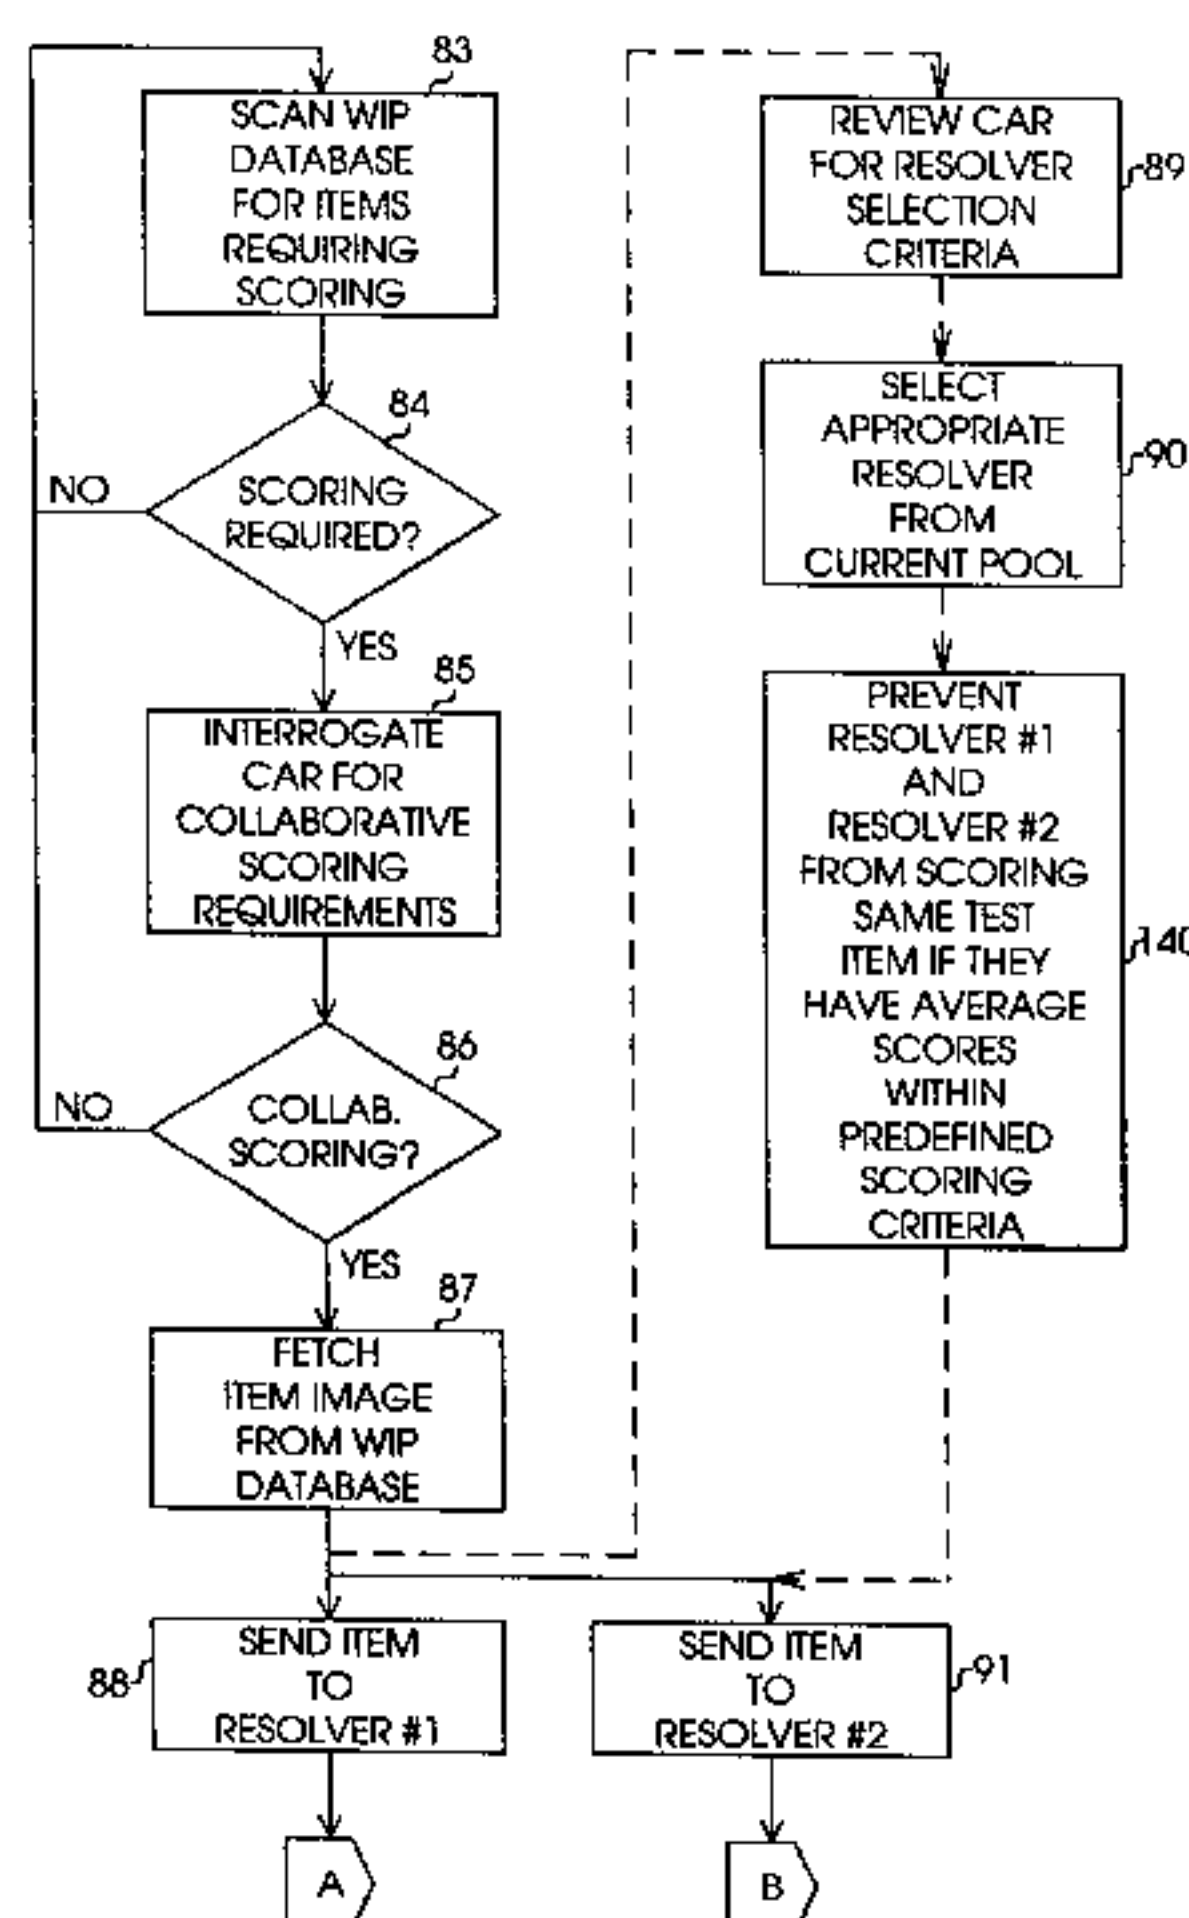 83
SCAN WIP
DATABASE
FOR ITEMS
REQUIRING
SCORING
84
SCORING
REQUIRED?
NO
YES
85
INTERROGATE
CAR FOR
COLLABORATIVE
SCORING
REQUIREMENTS
86
COLLAB.
SCORING?
NO
YES
87
FETCH
ITEM IMAGE
FROM WIP
DATABASE
88
SEND ITEM
TO
RESOLVER #1
A
REVIEW CAR
FOR RESOLVER
SELECTION
CRITERIA
89
SELECT
APPROPRIATE
RESOLVER
FROM
CURRENT POOL
90
PREVENT
RESOLVER #1
AND
RESOLVER #2
FROM SCORING
SAME TEST
ITEM IF THEY
HAVE AVERAGE
SCORES
WITHIN
PREDEFINED
SCORING
CRITERIA
140
SEND ITEM
TO
RESOLVER #2
91
B